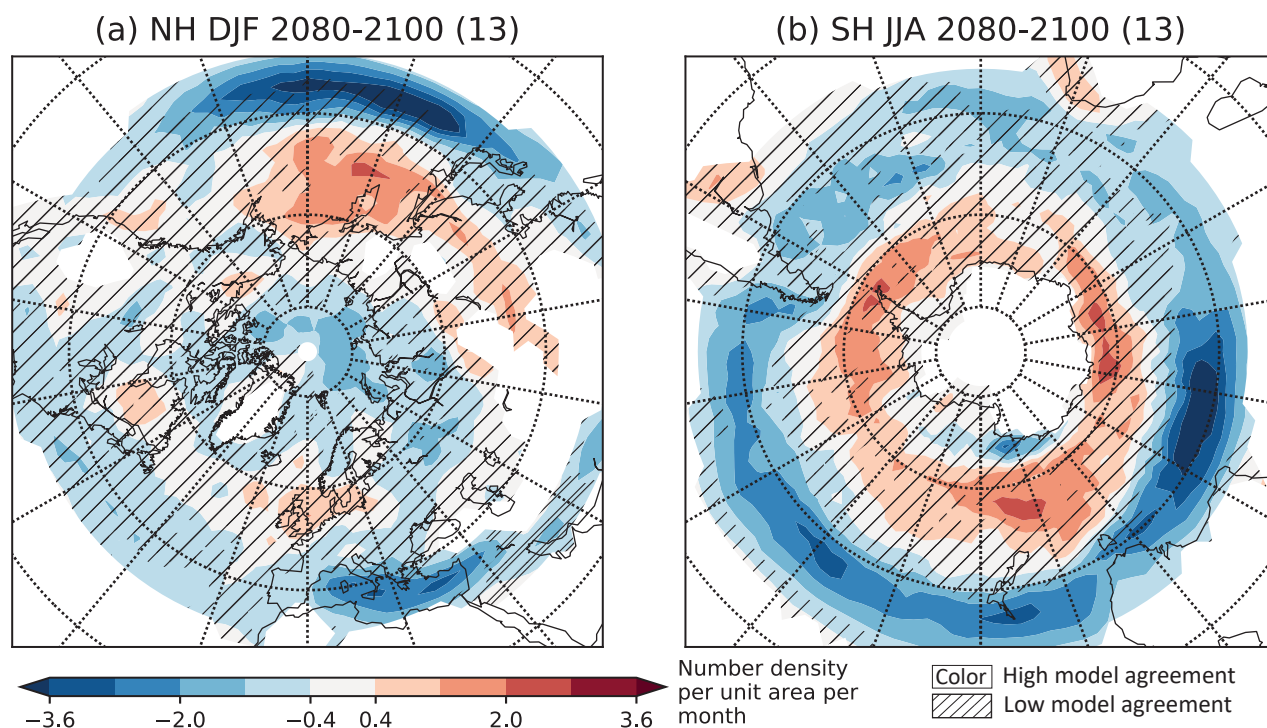 (a) NH DJF 2080-2100 (13)
(b) SH JJA 2080-2100 (13)
−3.6 −2.0 −0.4 0.4 2.0 3.6
Number density
per unit area per
month
Color High model agreement
Low model agreement